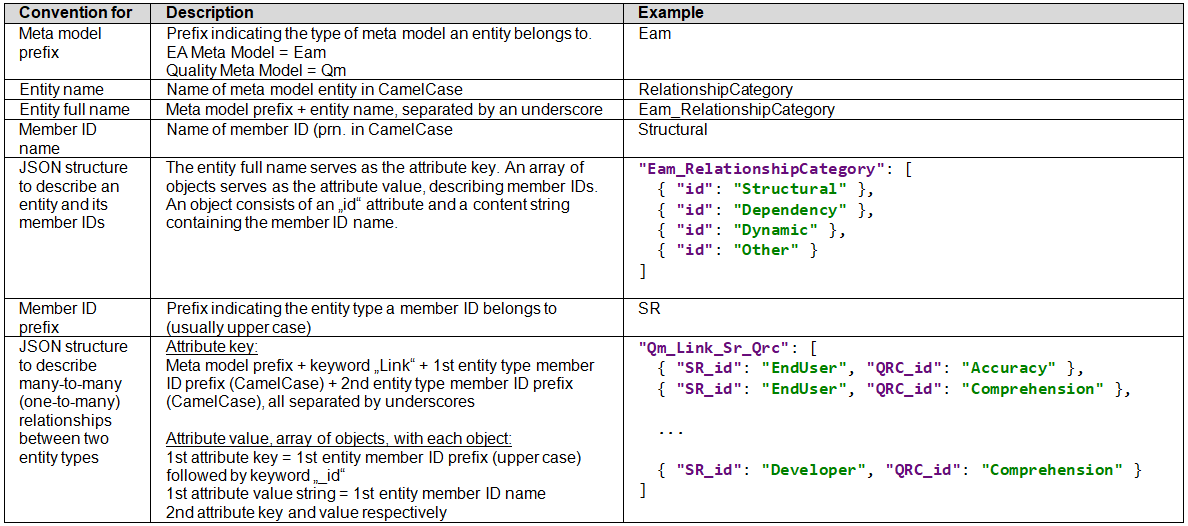 Convention for Description Example
Meta model
prefix
Prefix indicating the type of meta model an entity belongs to.
EA Meta Model = Eam
Quality Meta Model = Qm
Eam
Entity name
Name of meta model entity in CamelCase
RelationshipCategory
Entity full name
Meta model prefix + entity name, separated by an underscore
Eam_RelationshipCategory
Member ID
name
Name of member ID (prn. in CamelCase
Structural
JSON structure
to describe an
entity and its
member IDs
The entity full name serves as the attribute key. An array of
objects serves as the attribute value, describing member IDs.
An object consists of an „id“ attribute and a content string
containing the member ID name.
"Eam_RelationshipCategory": [
{ "id": "Structural" },
{ "id": "Dependency" },
{ "id": "Dynamic" },
{ "id": "Other" }
]
Member ID
prefix
Prefix indicating the entity type a member ID belongs to
(usually upper case)
SR
JSON structure
to describe
many-to-many
(one-to-many)
relationships
between two
entity types
Attribute key:
Meta model prefix + keyword „Link“ + 1st entity type member
ID prefix (CamelCase) + 2nd entity type member ID prefix
(CamelCase), all separated by underscores
Attribute value, array of objects, with each object:
1st attribute key = 1st entity member ID prefix (upper case)
followed by keyword „_id“
1st attribute value string = 1st entity member ID name
2nd attribute key and value respectively
"Qm_Link_Sr_Qrc": [
{ "SR_id": "EndUser", "QRC_id": "Accuracy" },
{ "SR_id": "EndUser", "QRC_id": "Comprehension" },
...
{ "SR_id": "Developer", "QRC_id": "Comprehension" }
]